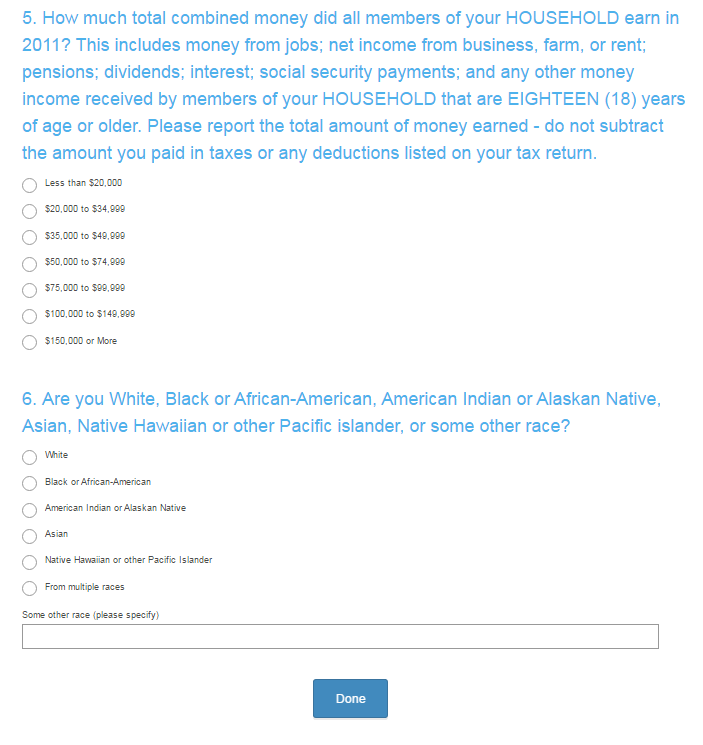 5. How much total combined money did all members of your HOUSEHOLD earn in
2011? This includes money from jobs; net income from business, farm, or rent;
pensions; dividends; interest; social security payments; and any other money
income received by members of your HOUSEHOLD that are EIGHTEEN (18) years
of age or older. Please report the total amount of money earned - do not subtract
the amount you paid in taxes or any deductions listed on your tax return.
Less than $20,000
$20,000 to $34,999
$35,000 to $49,999
$50,000 to $74,999
$75,000 to $99,999
$100,000 to $149,999
$150,000 or More
6. Are you White, Black or African-American, American Indian or Alaskan Native,
Asian, Native Hawaiian or other Pacific islander, or some other race?
White
Black or African-American
American Indian or Alaskan Native
Asian
Native Hawaiian or other Pacific Islander
From multiple races
Some other race (please specify)
Done